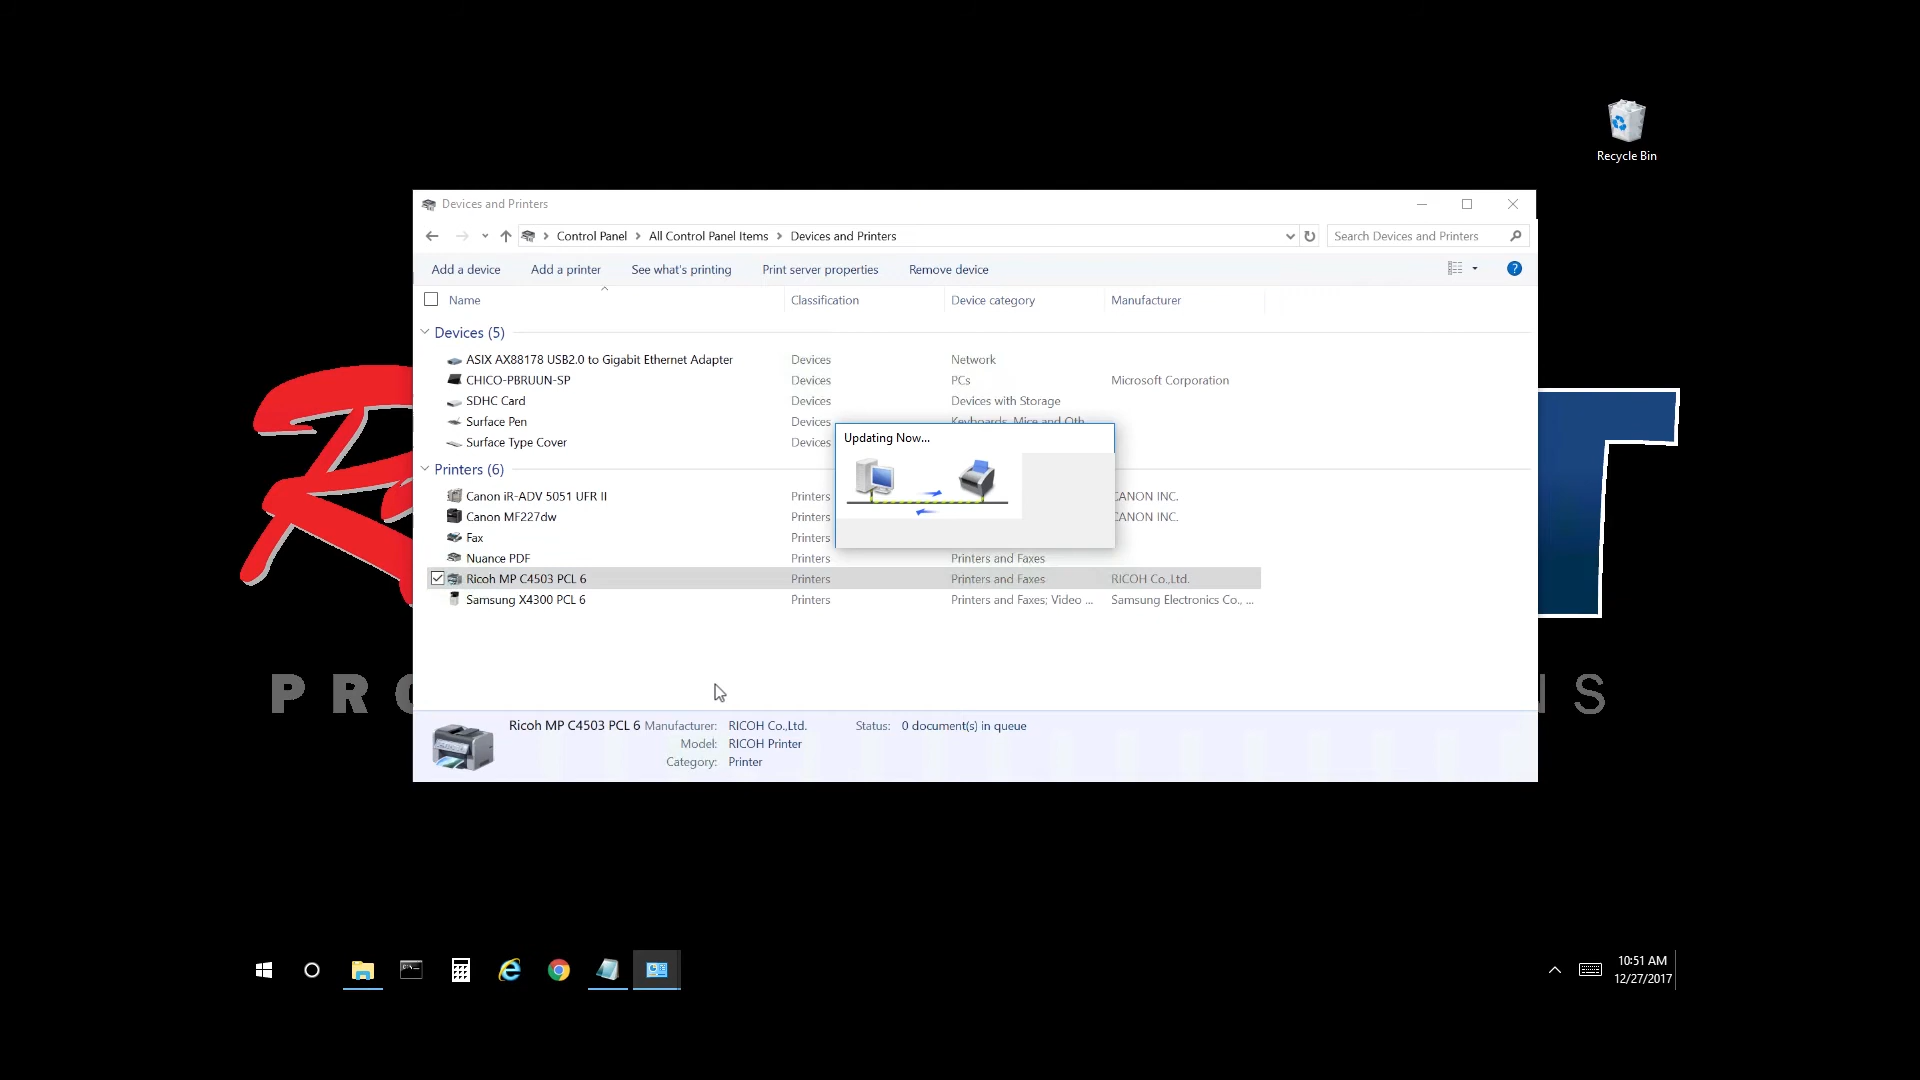 Recycle Bin
Devices and Printers
Control Panel > All Control Panel Items > Devices and Printers
Search Devices and Printers
Add a device Add a printer See what's printing Print server properties Remove device
Name Classification Device category Manufacturer
Devices (5)
ASIX AX88178 USB2.0 to Gigabit Ethernet Adapter Devices Network
CHICO-PBRUUN-SP Devices PCs Microsoft Corporation
SDHC Card Devices Devices with Storage
Surface Pen Devices Keyboards, Mice and Oth
Surface Type Cover Devices
Updating Now...
Printers (6)
Canon iR-ADV 5051 UFR II Printers CANON INC.
Canon MF227dw Printers CANON INC.
Fax Printers
Nuance PDF Printers Printers and Faxes
Ricoh MP C4503 PCL 6 Printers Printers and Faxes RICOH Co.,Ltd.
Samsung X4300 PCL 6 Printers Printers and Faxes; Video ... Samsung Electronics Co., ...
PR
S
Ricoh MP C4503 PCL 6 Manufacturer: RICOH Co.,Ltd. Status: 0 document(s) in queue
Model: RICOH Printer
Category: Printer
10:51 AM
12/27/2017